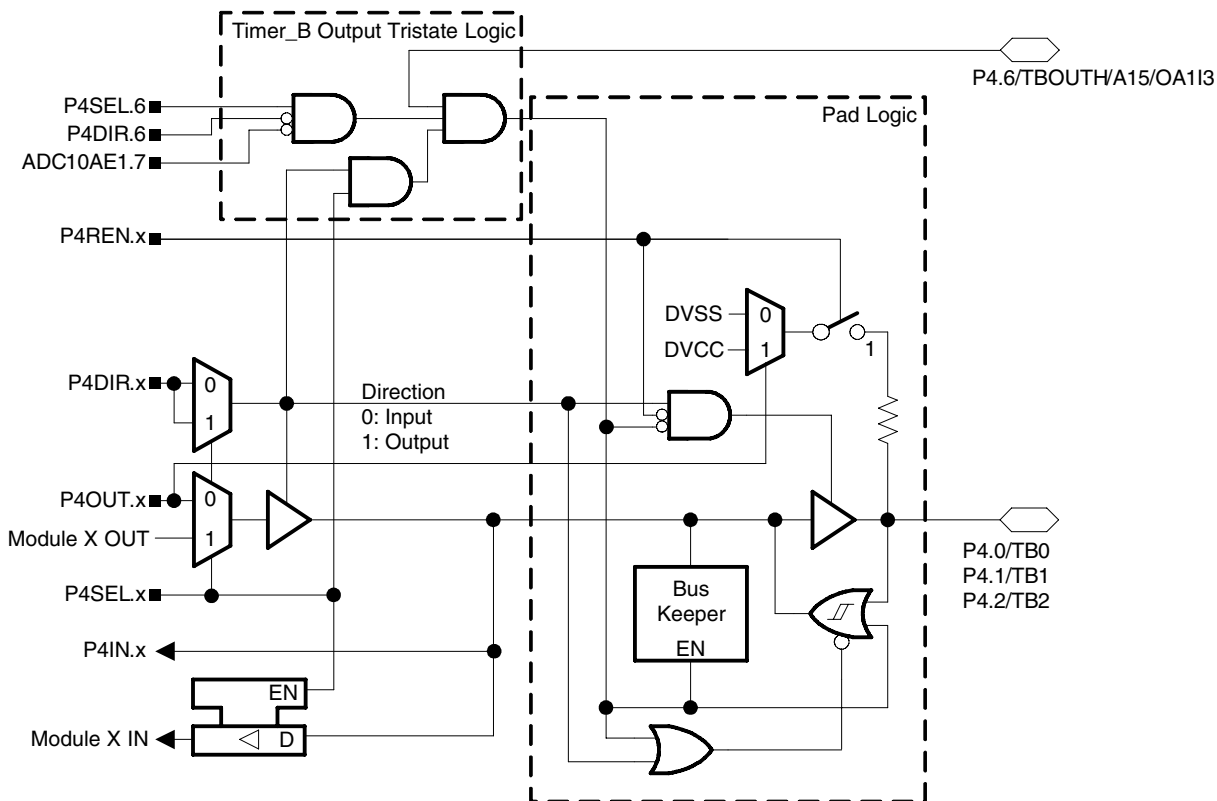 Timer_B Output Tristate Logic
P4.6/TBOUTH/A15/OA1I3
P4SEL.6
P4DIR.6
ADC10AE1.7
Pad Logic
P4REN.x
DVSS
0
DVCC
1
1
P4DIR.x
0
1
Direction
0: Input
1: Output
P4OUT.x
0
Module X OUT
1
P4.0/TB0
P4.1/TB1
P4.2/TB2
P4SEL.x
Bus
Keeper
EN
P4IN.x
EN
Module X IN
D